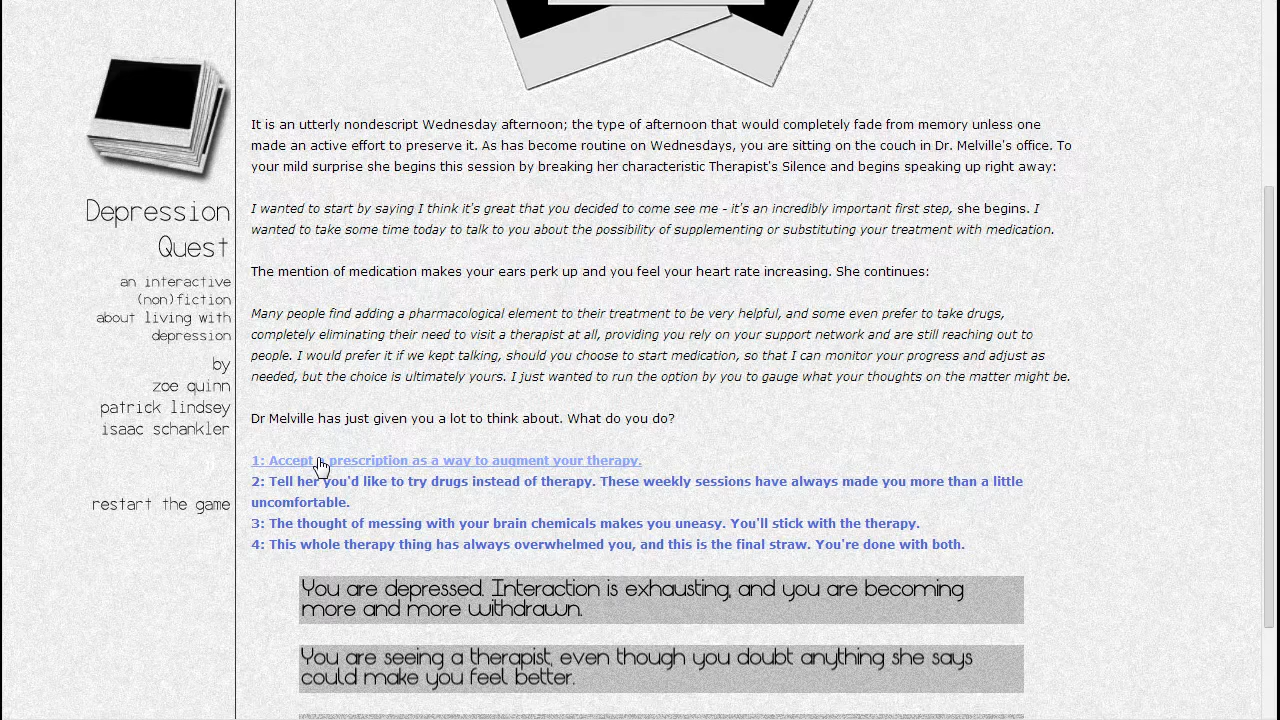 Depression
Quest
an interactive
(non)fiction
about living with
depression
by
zoe quinn
patrick lindsey
isaac schankler
restart the game
It is an utterly nondescript Wednesday afternoon; the type of afternoon that would completely fade from memory unless one
made an active effort to preserve it. As has become routine on Wednesdays, you are sitting on the couch in Dr. Melville's office. To
your mild surprise she begins this session by breaking her characteristic Therapist's Silence and begins speaking up right away:
I wanted to start by saying I think it's great that you decided to come see me - it's an incredibly important first step, she begins. I
wanted to take some time today to talk to you about the possibility of supplementing or substituting your treatment with medication.
The mention of medication makes your ears perk up and you feel your heart rate increasing. She continues:
Many people find adding a pharmacological element to their treatment to be very helpful, and some even prefer to take drugs,
completely eliminating their need to visit a therapist at all, providing you rely on your support network and are still reaching out to
people. I would prefer it if we kept talking, should you choose to start medication, so that I can monitor your progress and adjust as
needed, but the choice is ultimately yours. I just wanted to run the option by you to gauge what your thoughts on the matter might be.
Dr Melville has just given you a lot to think about. What do you do?
1: Accept a prescription as a way to augment your therapy.
2: Tell her you'd like to try drugs instead of therapy. These weekly sessions have always made you more than a little
uncomfortable.
3: The thought of messing with your brain chemicals makes you uneasy. You'll stick with the therapy.
4: This whole therapy thing has always overwhelmed you, and this is the final straw. You're done with both.
You are depressed. Interaction is exhausting, and you are becoming
more and more withdrawn.
You are seeing a therapist, even though you doubt anything she says
could make you feel better.